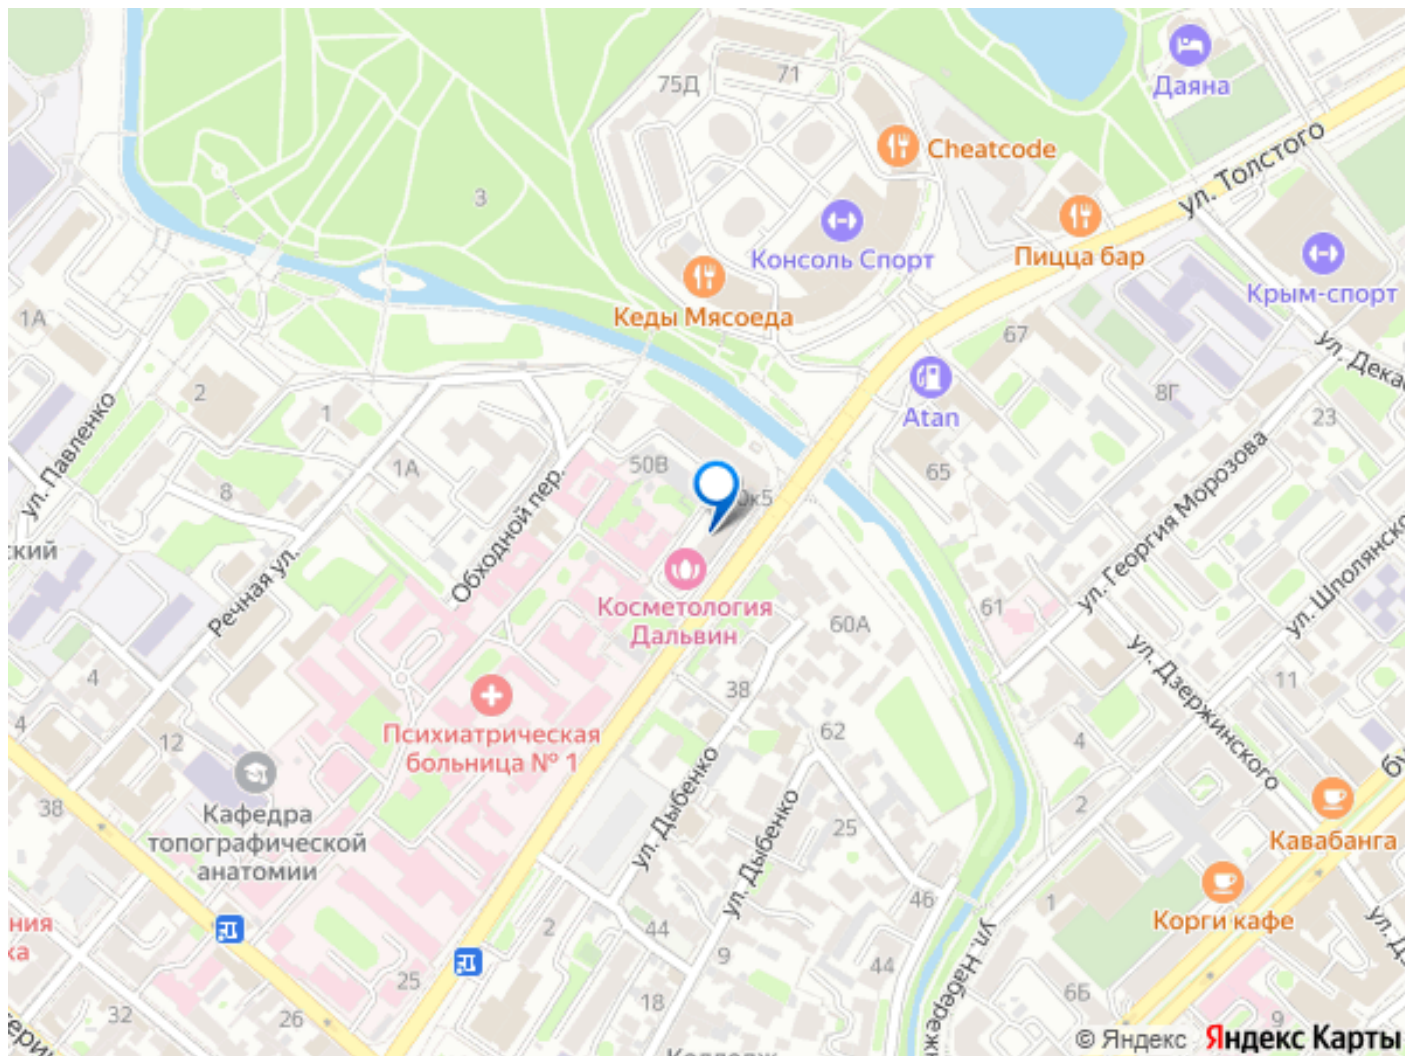 75Д
71
Даяна
Cheatcode
ул. Толстого
3
Консоль Спорт
Пицца бар
Крым-спорт
Кеды Мясоеда
1А
67
ул. Дека
2
1
Atan
8Г
23
ул. Павленко
1А
50В
65
8
Обходной пер.
ул. Георгия Морозова
ский
Речная ул.
Косметология
Дальвин
60А
61
ул. Шполянско
4
38
ул. Дзержинского
11
4
12
Психиатрическая
больница № 1
62
4
38
Кафедра
топографической
анатомии
ул. Дыбенко
ул. Дыбенко
25
2
Кавабанга
Корги кафе
46
1
ния
ка
2
44
9
44
ул. Набережн
25
18
6Б
32
26
9
© Яндекс Яндекс Карты